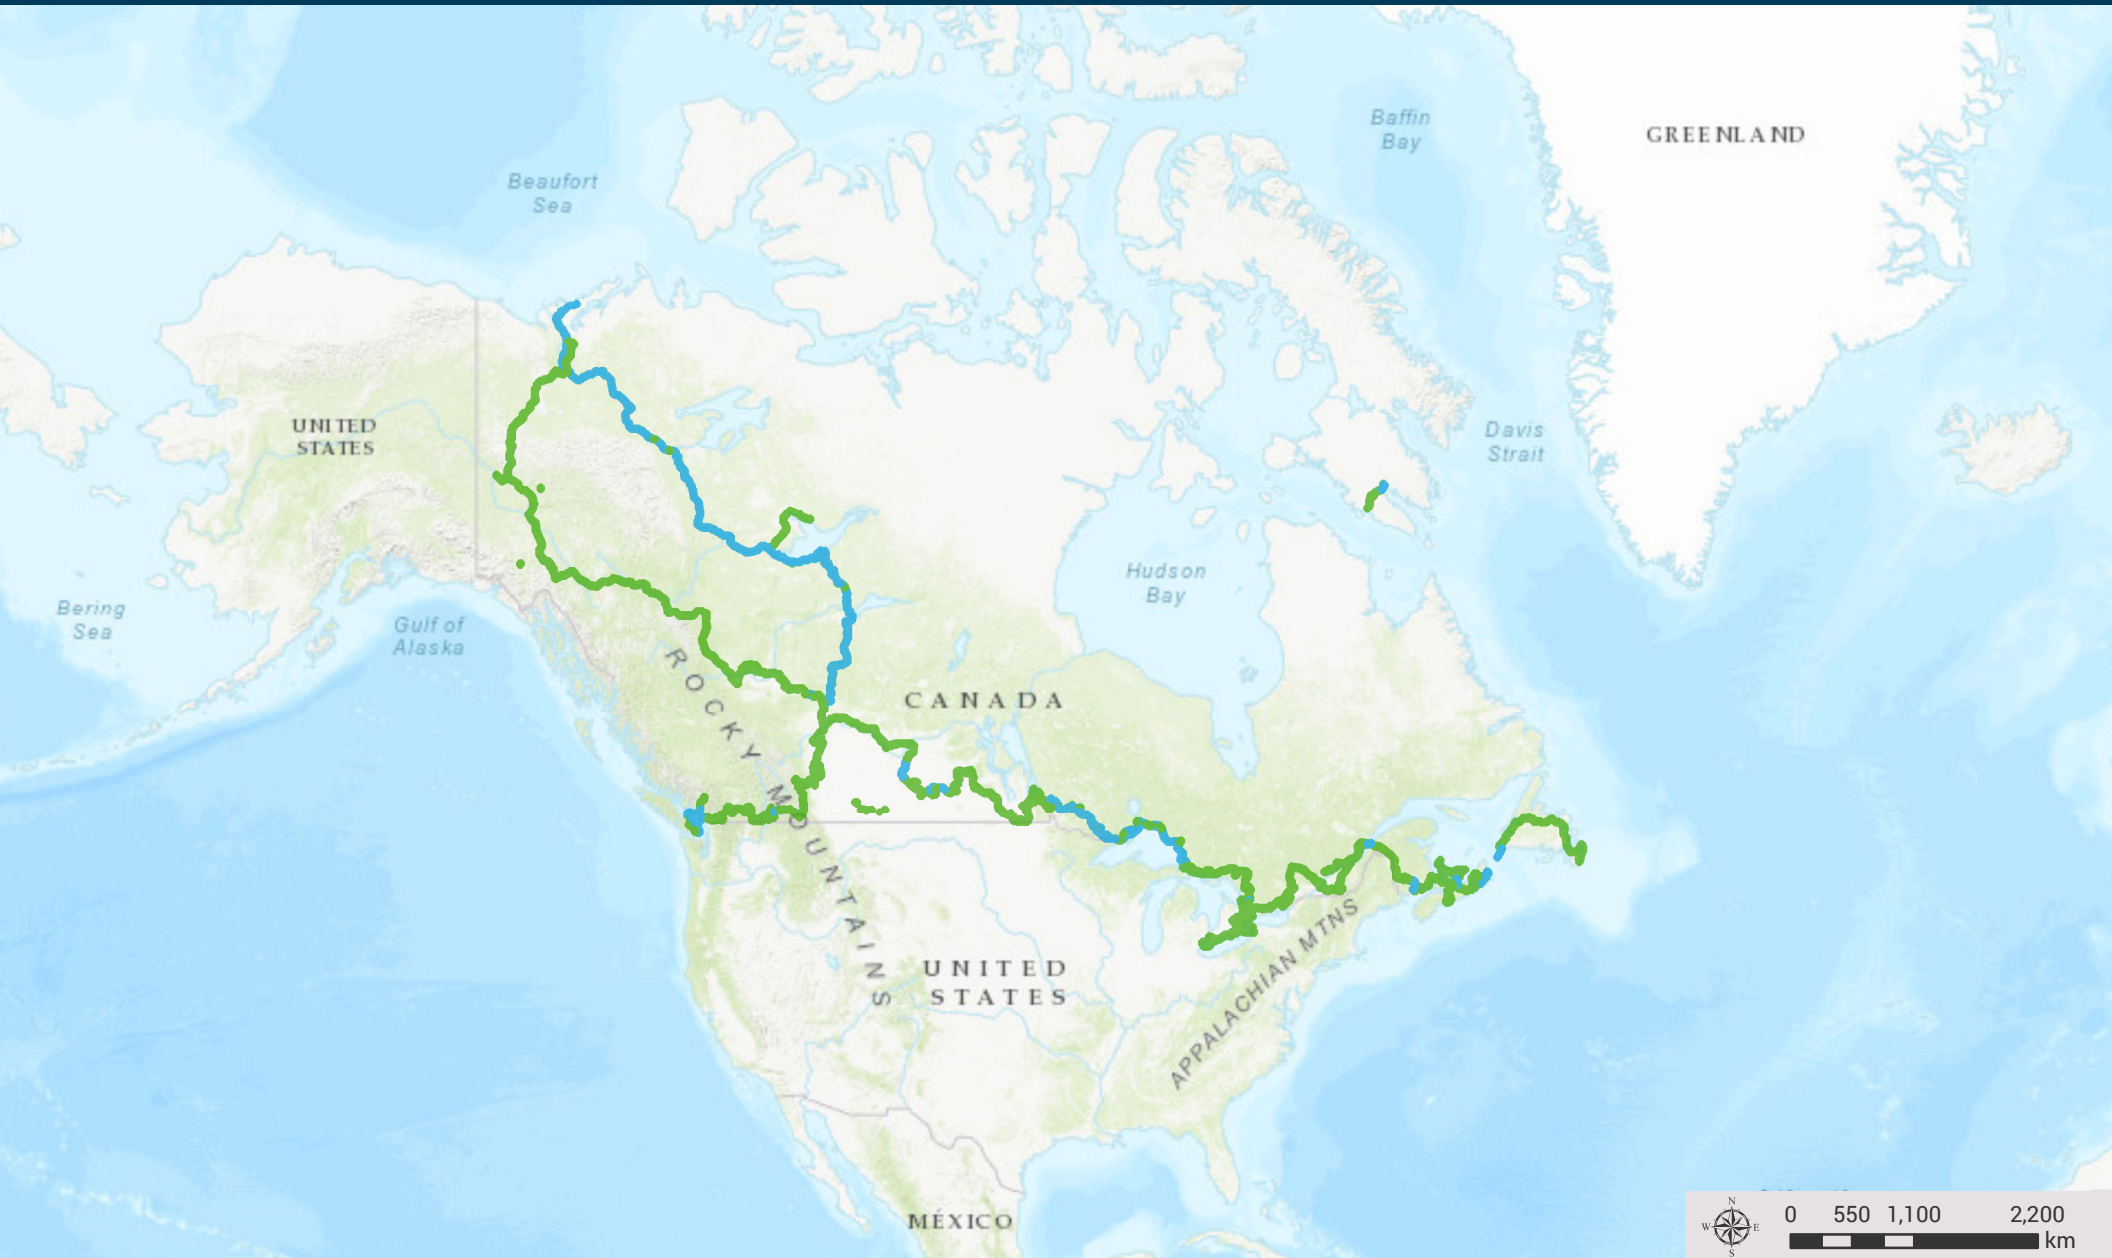 Baffin
Bay
GREENLAND
Beaufort
Sea
UNITED
STATES
Davis
Strait
Hudson
Bay
Bering
Sea
Gulf of
Alaska
ROCKY MOUNTAINS
CANADA
APPALACHIAN MTNS
UNITED
STATES
MÉXICO
N
W E
S
0 550 1,100 2,200
km